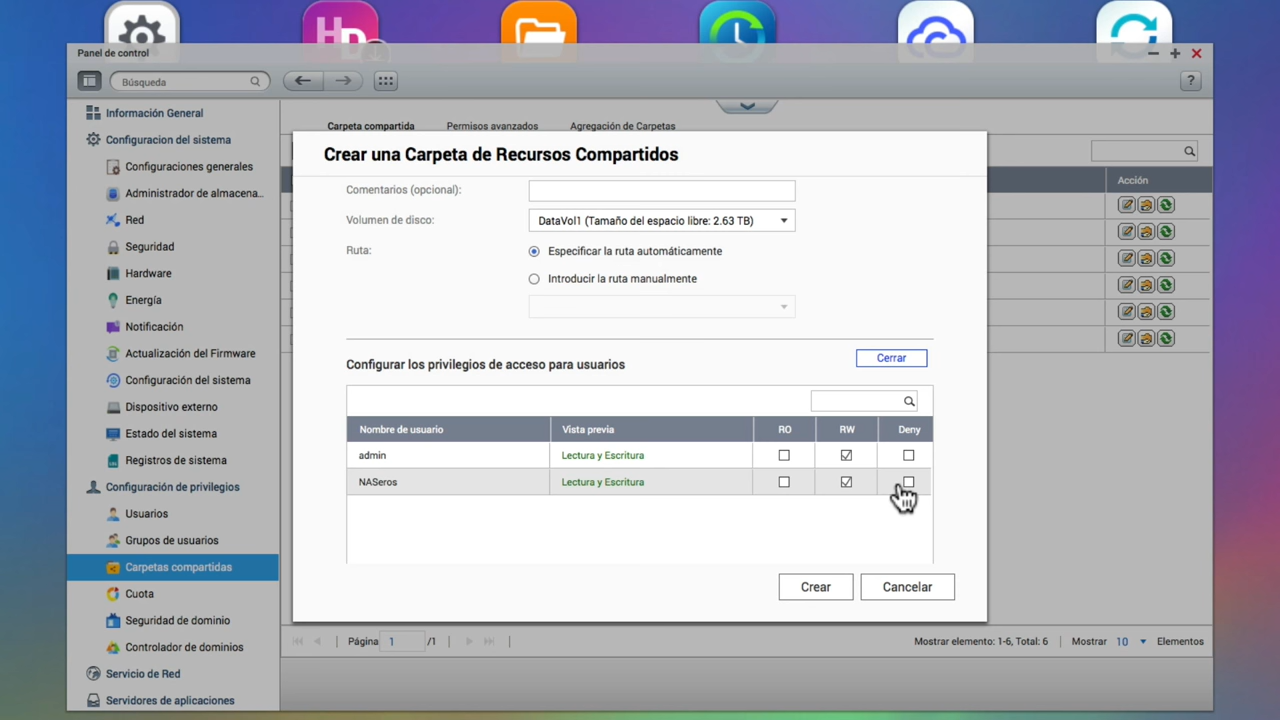 HD
Panel de control
Búsqueda
?
Información General
Configuracion del sistema
Configuraciones generales
Administrador de almacena...
Red
Seguridad
Hardware
Energía
Notificación
Actualización del Firmware
Configuración del sistema
Dispositivo externo
Estado del sistema
Registros de sistema
Configuración de privilegios
Usuarios
Grupos de usuarios
Carpetas compartidas
Cuota
Seguridad de dominio
Controlador de dominios
Servicio de Red
Servidores de aplicaciones
Carpeta compartida Permisos avanzados Agregación de Carpetas
Acción
Crear una Carpeta de Recursos Compartidos
Comentarios (opcional):
Volumen de disco: DataVol1 (Tamaño del espacio libre: 2.63 TB)
Ruta: Especificar la ruta automáticamente
Introducir la ruta manualmente
Configurar los privilegios de acceso para usuarios Cerrar
Nombre de usuario Vista previa RO RW Deny
admin Lectura y Escritura
NASeros Lectura y Escritura
Crear Cancelar
Página 1 /1 Mostrar elemento: 1-6, Total: 6 Mostrar 10 Elementos